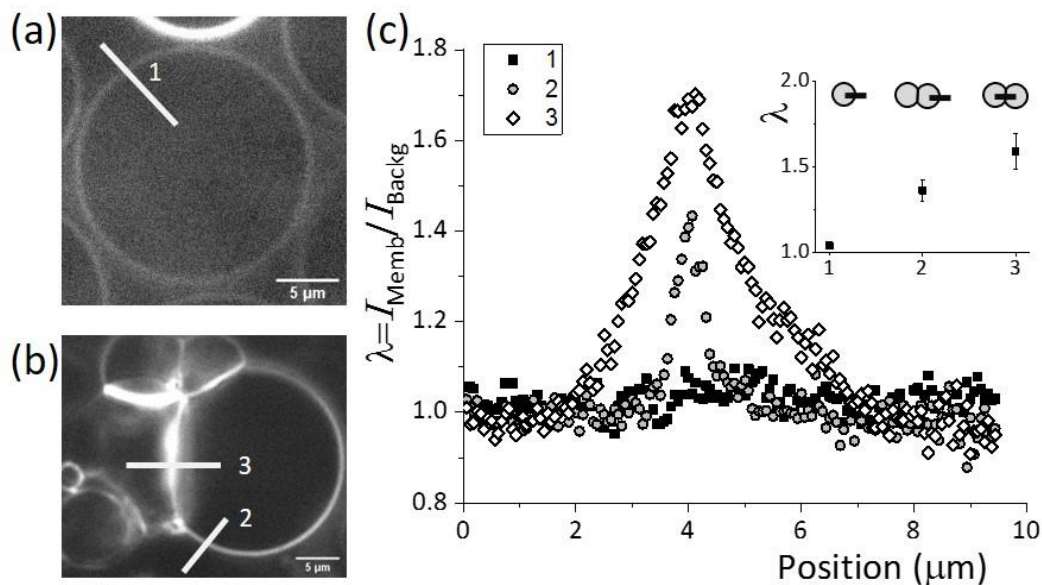 (a)
1
5 µm
(b)
3
2
5 µm
(c)
1.8
1.6
1.4
1.2
1.0
0.8
λ=I_Memb/I_Backg
1
2
3
2.0
1.5
1.0
λ
1 2 3
0 2 4 6 8 10
Position (µm)